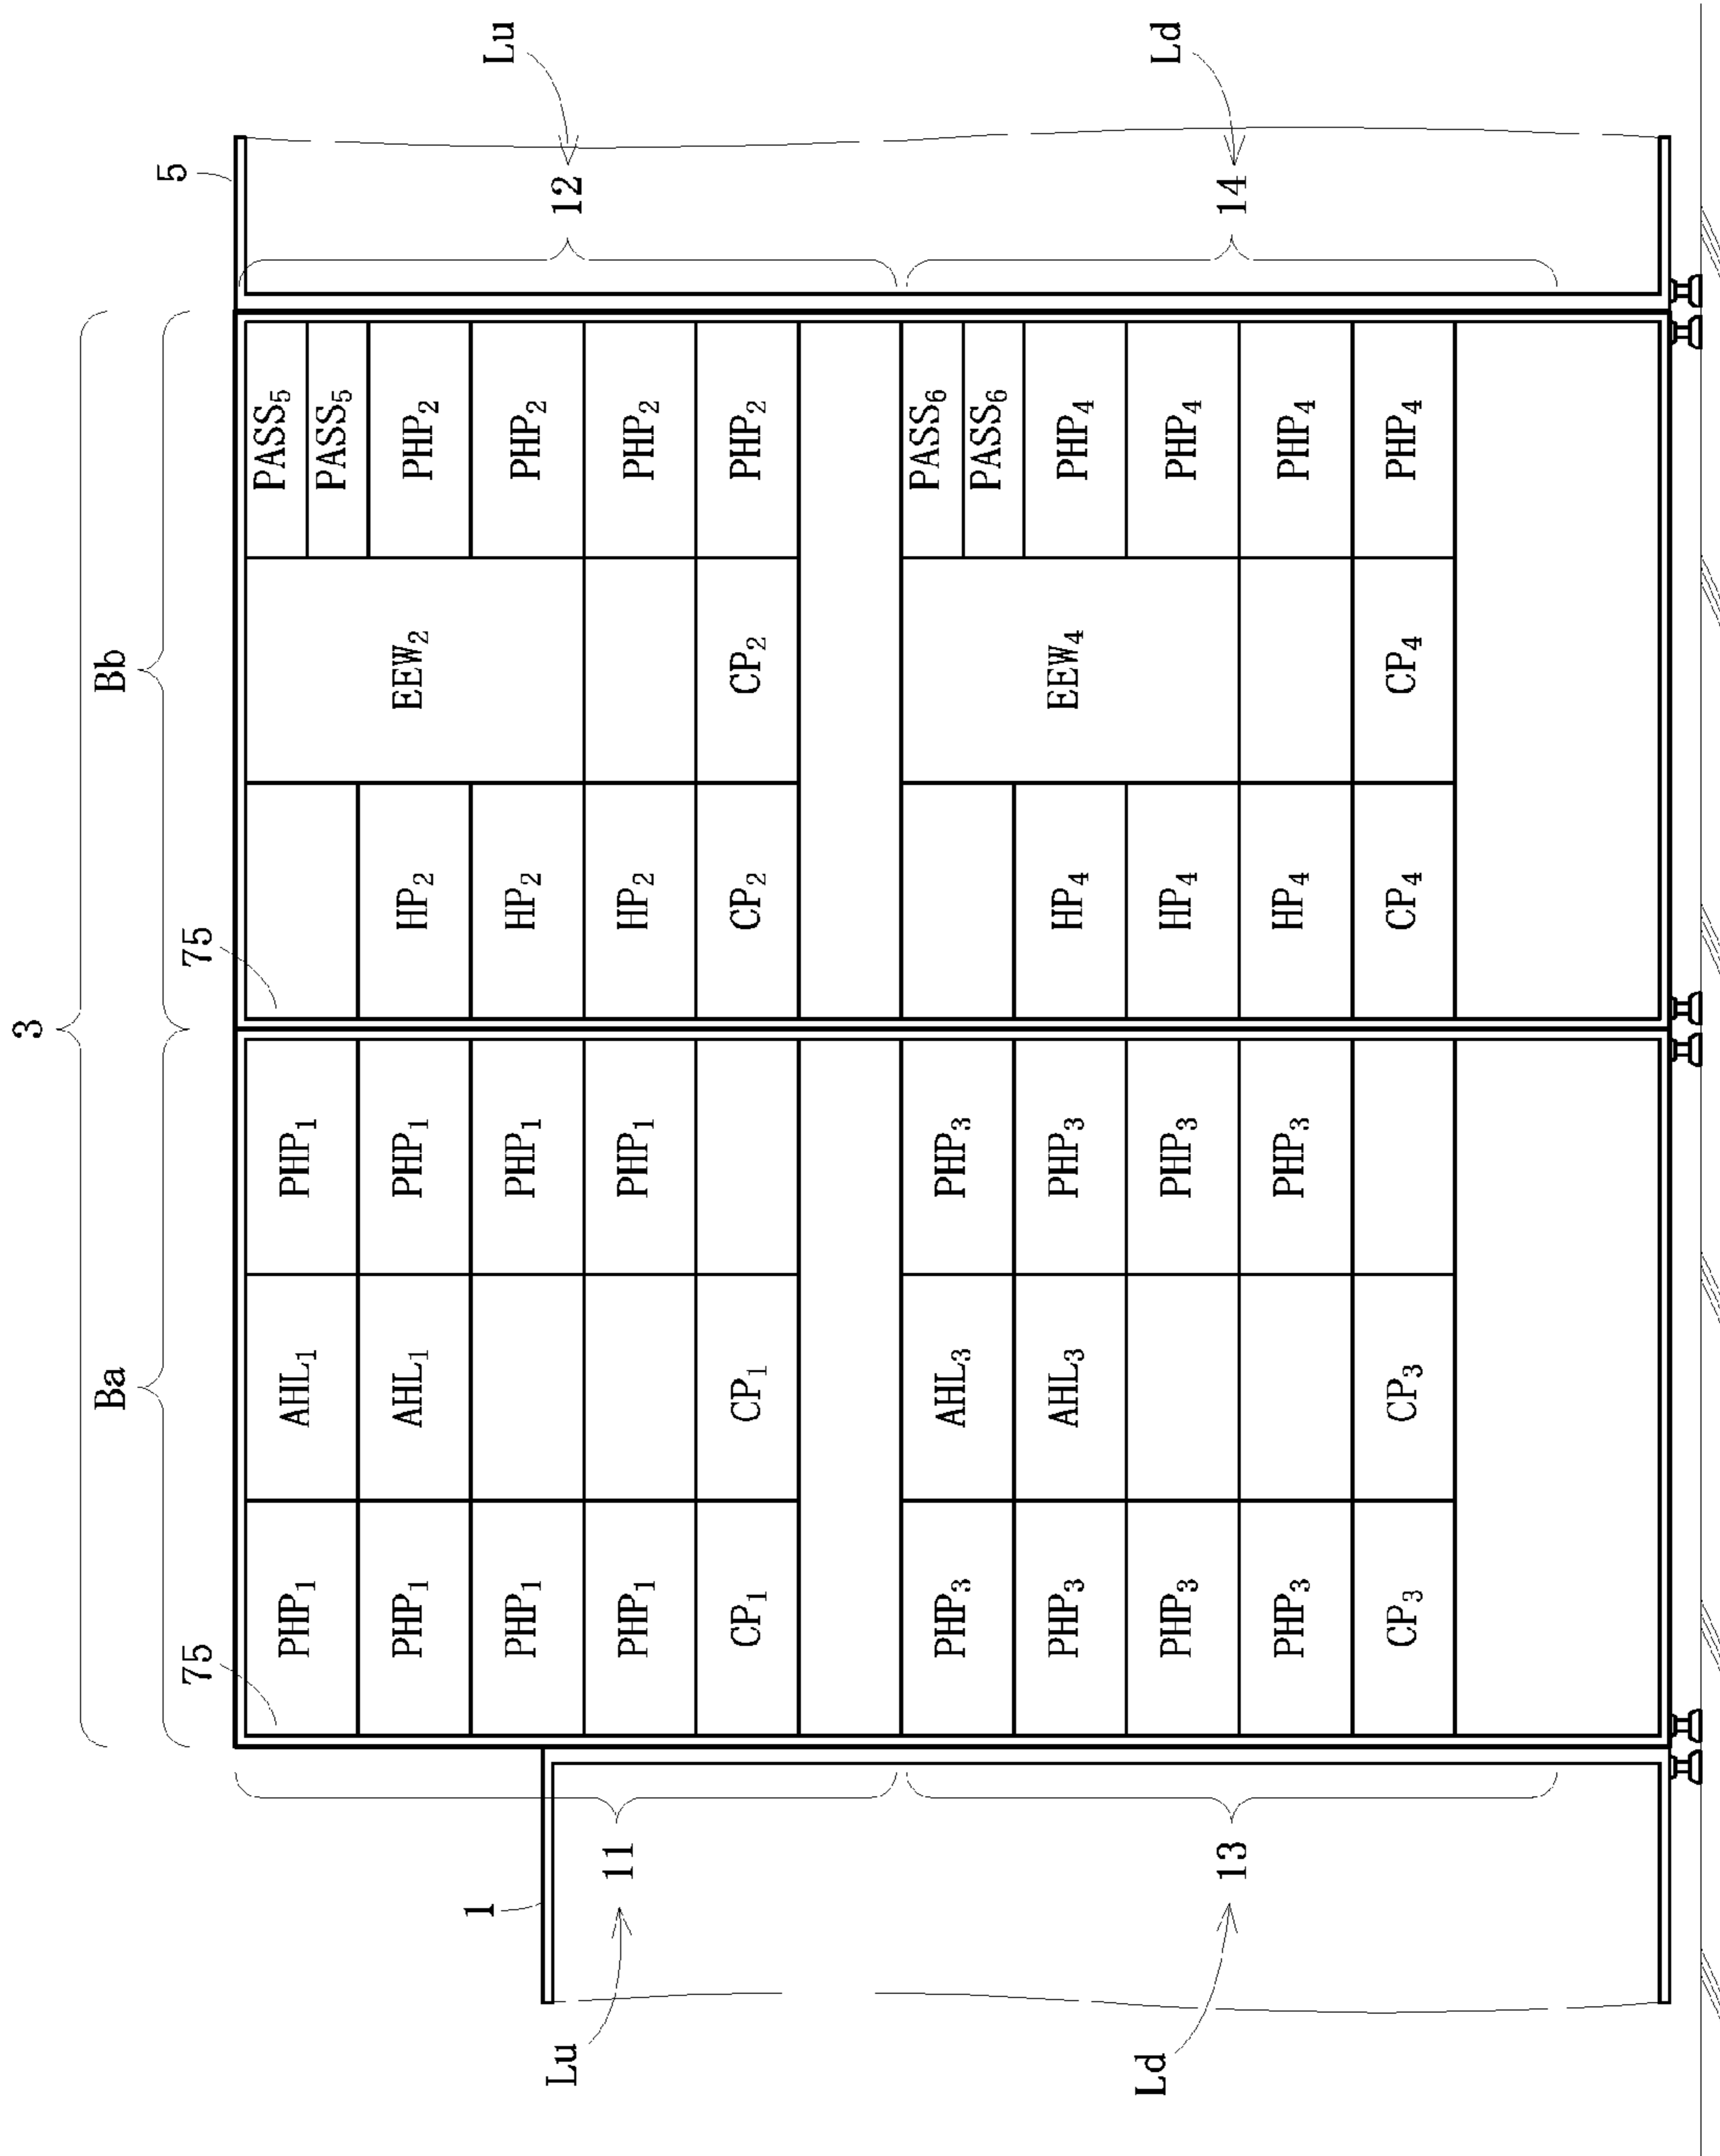 3
Ba Bb
75 75 5
PHP₁ AHL₁ PHP₁ PASS₅
PASS₅
PHP₁ AHL₁ PHP₁ HP₂ EEW₂ PHP₂
1 Lu
PHP₁ PHP₁ HP₂ PHP₂
Lu 12
11 PHP₁ PHP₁ HP₂ PHP₂
CP₁ CP₁ CP₂ CP₂ PHP₂
PHP₃ AHL₃ PHP₃ PASS₆
PASS₆
PHP₃ AHL₃ PHP₃ HP₄ EEW₄ PHP₄
Ld PHP₃ PHP₃ HP₄ PHP₄ Ld
13 14
PHP₃ PHP₃ HP₄ PHP₄
CP₃ CP₃ CP₄ CP₄ PHP₄